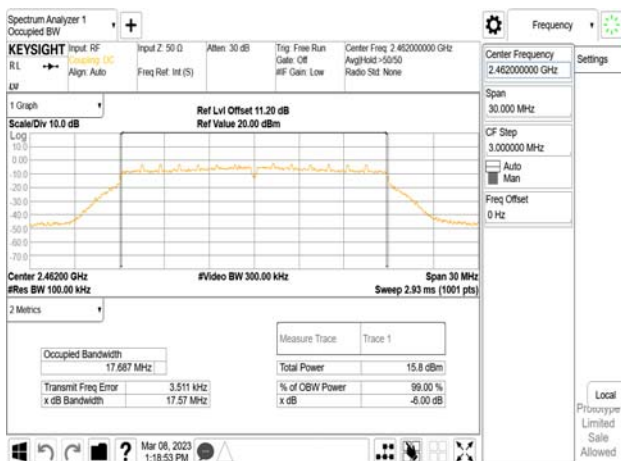 Spectrum Analyzer 1
Occupied BW
+
Frequency
KEYSIGHT
RL
Input: RF
Coupling: DC
Align: Auto
Input Z: 50 Ω
Freq Ref: Int (S)
Atten: 30 dB
Trig: Free Run
Gate: Off
#IF Gain: Low
Center Freq: 2.462000000 GHz
Avg|Hold:>50/50
Radio Std: None
LXI
1 Graph
Scale/Div 10.0 dB
Ref Lvl Offset 11.20 dB
Ref Value 20.00 dBm
Log
10.0
0.00
-10.0
-20.0
-30.0
-40.0
-50.0
-60.0
-70.0
Center 2.46200 GHz
#Video BW 300.00 kHz
Span 30 MHz
#Res BW 100.00 kHz
Sweep 2.93 ms (1001 pts)
2 Metrics
Measure Trace
Trace 1
Occupied Bandwidth
17.687 MHz
Total Power
15.8 dBm
Transmit Freq Error
3.511 kHz
% of OBW Power
99.00 %
x dB Bandwidth
17.57 MHz
x dB
-6.00 dB
Center Frequency
2.462000000 GHz
Settings
Span
30.000 MHz
CF Step
3.000000 MHz
Auto
Man
Freq Offset
0 Hz
Local
Prototype
Limited
Sale
Allowed
?
Mar 08, 2023
1:18:53 PM